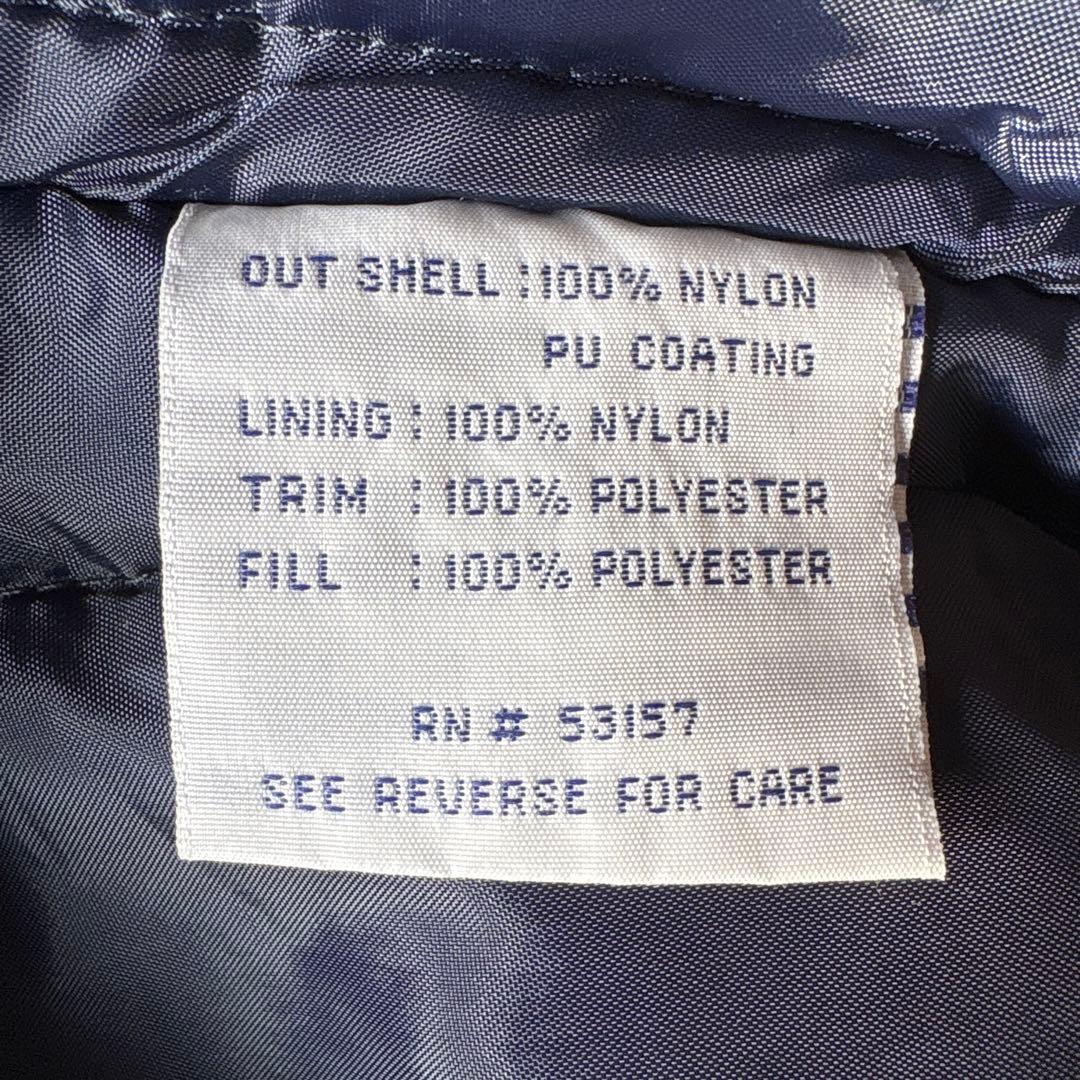 OUT SHELL : 100% NYLON
PU COATING
LINING : 100% NYLON
TRIM : 100% POLYESTER
FILL : 100% POLYESTER
RN # 53157
SEE REVERSE FOR CARE